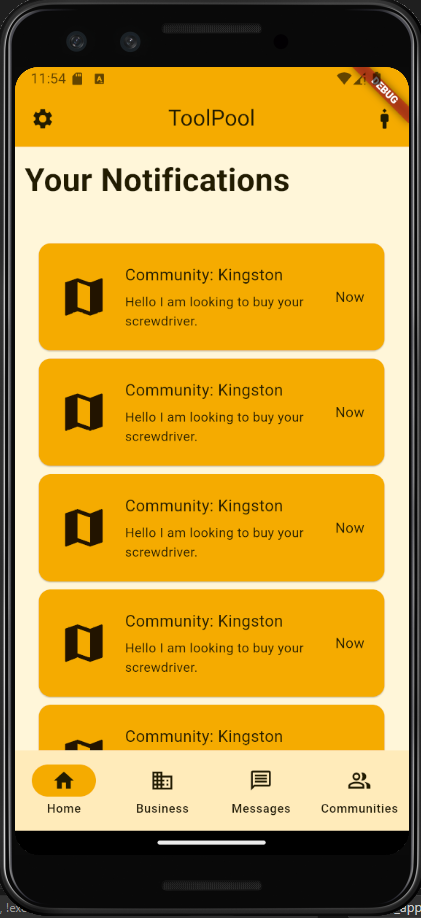 11:54
DEBUG
ToolPool
Your Notifications
Community: Kingston
Hello I am looking to buy your
screwdriver.
Now
Community: Kingston
Hello I am looking to buy your
screwdriver.
Now
Community: Kingston
Hello I am looking to buy your
screwdriver.
Now
Community: Kingston
Hello I am looking to buy your
screwdriver.
Now
Community: Kingston
Home
Business
Messages
Communities